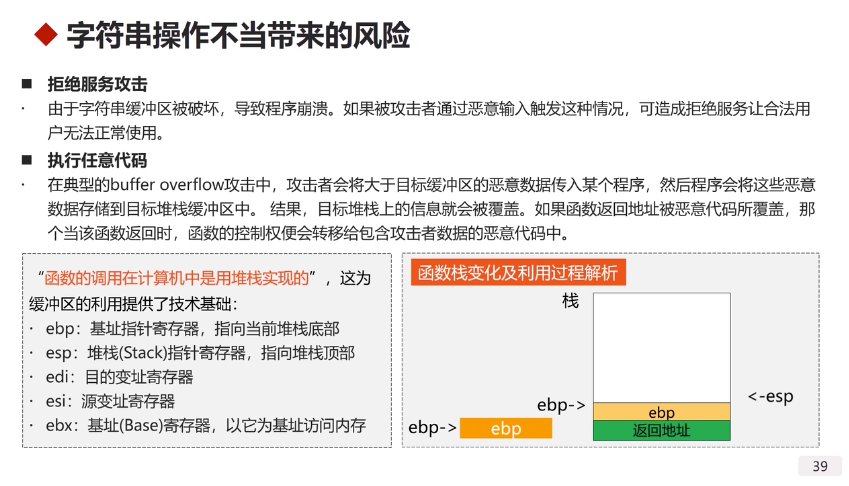 字符串操作不当带来的风险
拒绝服务攻击
· 由于字符串缓冲区被破坏，导致程序崩溃。如果被攻击者通过恶意输入触发这种情况，可造成拒绝服务让合法用
户无法正常使用。
执行任意代码
· 在典型的buffer overflow攻击中，攻击者会将大于目标缓冲区的恶意数据传入某个程序，然后程序会将这些恶意
数据存储到目标堆栈缓冲区中。 结果，目标堆栈上的信息就会被覆盖。如果函数返回地址被恶意代码所覆盖，那
个当该函数返回时，函数的控制权便会转移给包含攻击者数据的恶意代码中。
“函数的调用在计算机中是用堆栈实现的”，这为
缓冲区的利用提供了技术基础：
· ebp：基址指针寄存器，指向当前堆栈底部
· esp：堆栈(Stack)指针寄存器，指向堆栈顶部
· edi：目的变址寄存器
· esi：源变址寄存器
· ebx：基址(Base)寄存器，以它为基址访问内存
函数栈变化及利用过程解析
栈
ebp->
ebp
<-esp
ebp->
ebp
返回地址
39